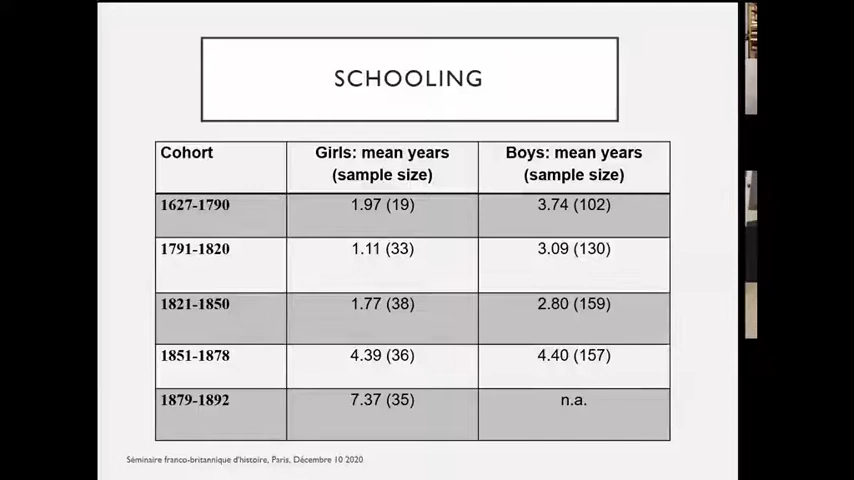 SCHOOLING
Cohort Girls: mean years Boys: mean years
(sample size) (sample size)
1627-1790 1.97 (19) 3.74 (102)
1791-1820 1.11 (33) 3.09 (130)
1821-1850 1.77 (38) 2.80 (159)
1851-1878 4.39 (36) 4.40 (157)
1879-1892 7.37 (35) n.a.
Séminaire franco-britannique d'histoire, Paris, Décembre 10 2020